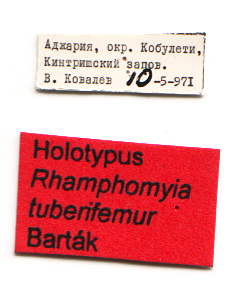 Аджария, окр. Кобулети,
Кинтришский запов.
В. Ковалев 10-5-971
Holotypus
Rhamphomyia
tuberifemur
Barták